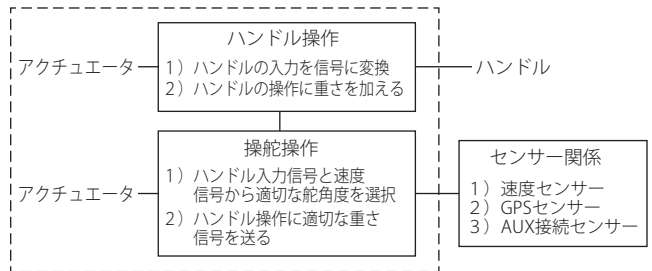 ハンドル操作
アクチュエータ
1）ハンドルの入力を信号に変換
2）ハンドルの操作に重さを加える
ハンドル
操舵操作
アクチュエータ
1）ハンドル入力信号と速度
信号から適切な舵角度を選択
2）ハンドル操作に適切な重さ
信号を送る
センサー関係
1）速度センサー
2）GPSセンサー
3）AUX接続センサー